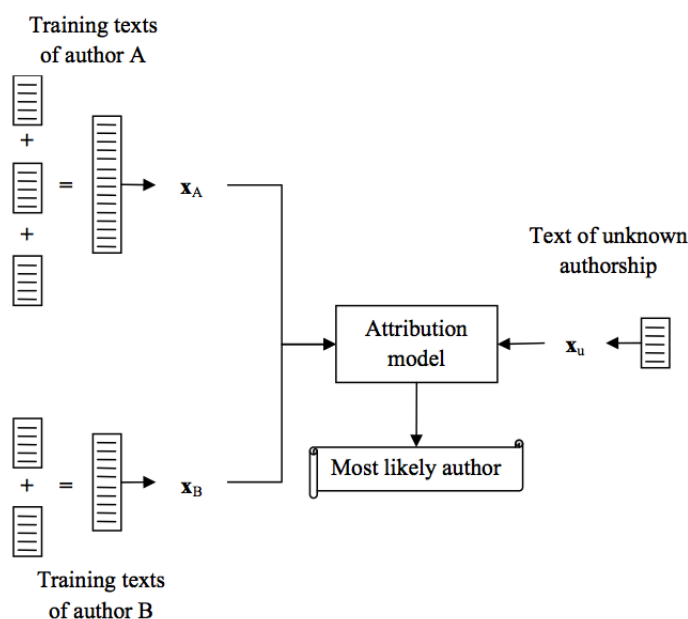 Training texts
of author A
+
=
x_A
+
Text of unknown
authorship
Attribution
model
x_u
Most likely author
+
=
x_B
Training texts
of author B